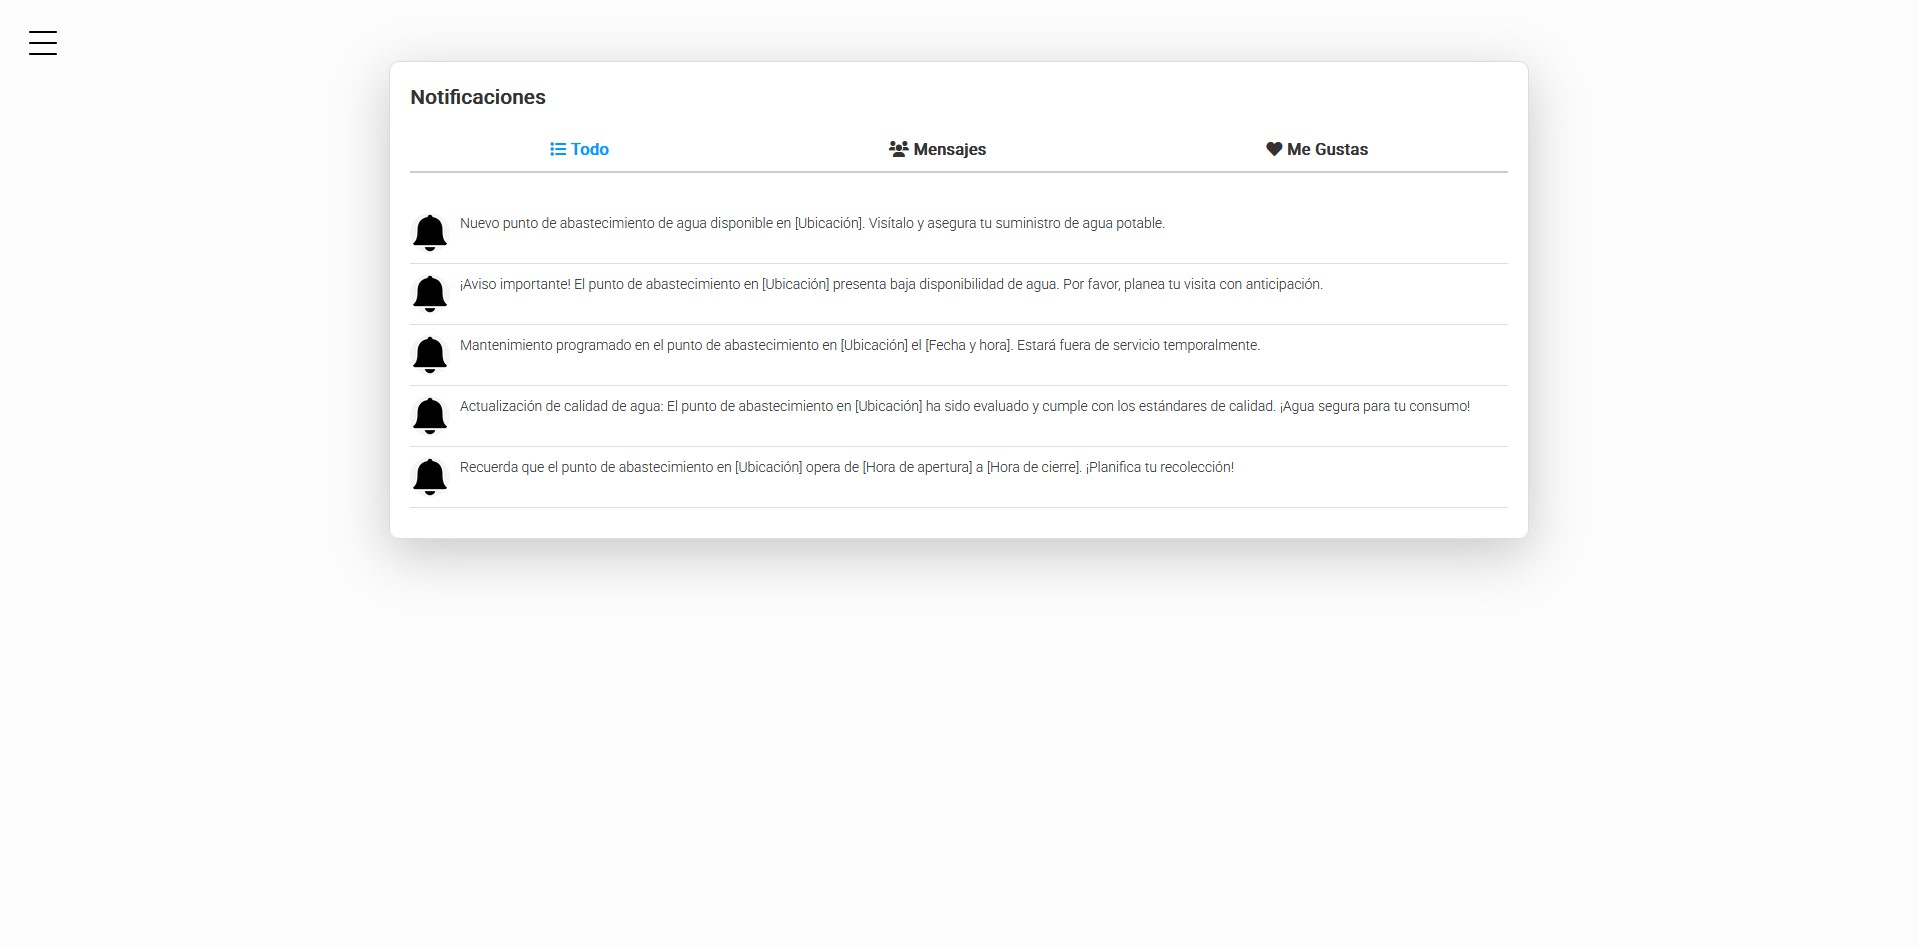 Notificaciones
Todo
Mensajes
Me Gustas
Nuevo punto de abastecimiento de agua disponible en [Ubicación]. Visítalo y asegura tu suministro de agua potable.
¡Aviso importante! El punto de abastecimiento en [Ubicación] presenta baja disponibilidad de agua. Por favor, planea tu visita con anticipación.
Mantenimiento programado en el punto de abastecimiento en [Ubicación] el [Fecha y hora]. Estará fuera de servicio temporalmente.
Actualización de calidad de agua: El punto de abastecimiento en [Ubicación] ha sido evaluado y cumple con los estándares de calidad. ¡Agua segura para tu consumo!
Recuerda que el punto de abastecimiento en [Ubicación] opera de [Hora de apertura] a [Hora de cierre]. ¡Planifica tu recolección!